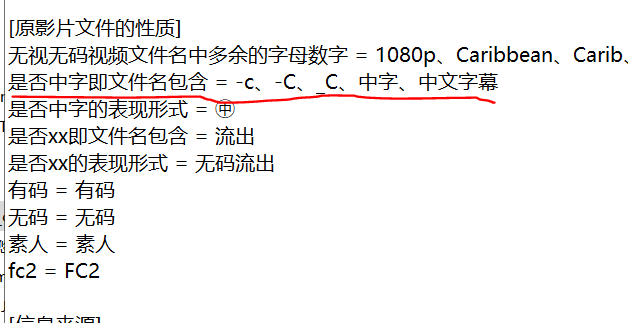 [原影片文件的性质]
无视无码视频文件名中多余的字母数字 = 1080p、Caribbean、Carib、
是否中字即文件名包含 = -c、-C、_C、中字、中文字幕
是否中字的表现形式 = ㊥
是否xx即文件名包含 = 流出
是否xx的表现形式 = 无码流出
有码 = 有码
无码 = 无码
素人 = 素人
fc2 = FC2
[信息来源]